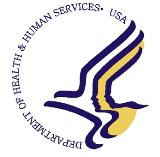 DEPARTMENT OF HEALTH & HUMAN SERVICES • USA